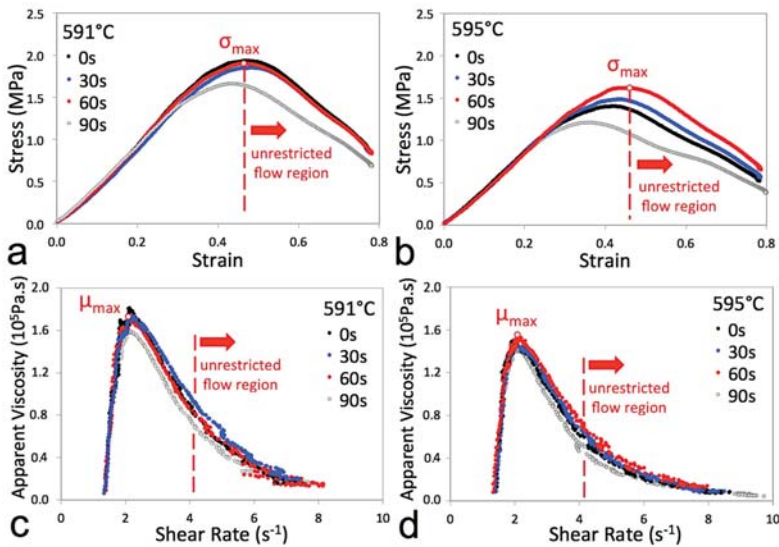 591°C
0s
30s
60s
90s
σmax
unrestricted
flow region
Stress (MPa)
2.5
2.0
1.5
1.0
0.5
0.0
0.0 0.2 0.4 0.6 0.8
Strain
a
595°C
0s
30s
60s
90s
σmax
unrestricted
flow region
Stress (MPa)
2.5
2.0
1.5
1.0
0.5
0.0
0.0 0.2 0.4 0.6 0.8
Strain
b
μmax
591°C
0s
30s
60s
90s
unrestricted
flow region
Apparent Viscosity (10⁵Pa.s)
2.0
1.6
1.2
0.8
0.4
0.0
0 2 4 6 8 10
Shear Rate (s⁻¹)
c
μmax
595°C
0s
30s
60s
90s
unrestricted
flow region
Apparent Viscosity (10⁵Pa.s)
2.0
1.6
1.2
0.8
0.4
0.0
0 2 4 6 8 10
Shear Rate (s⁻¹)
d